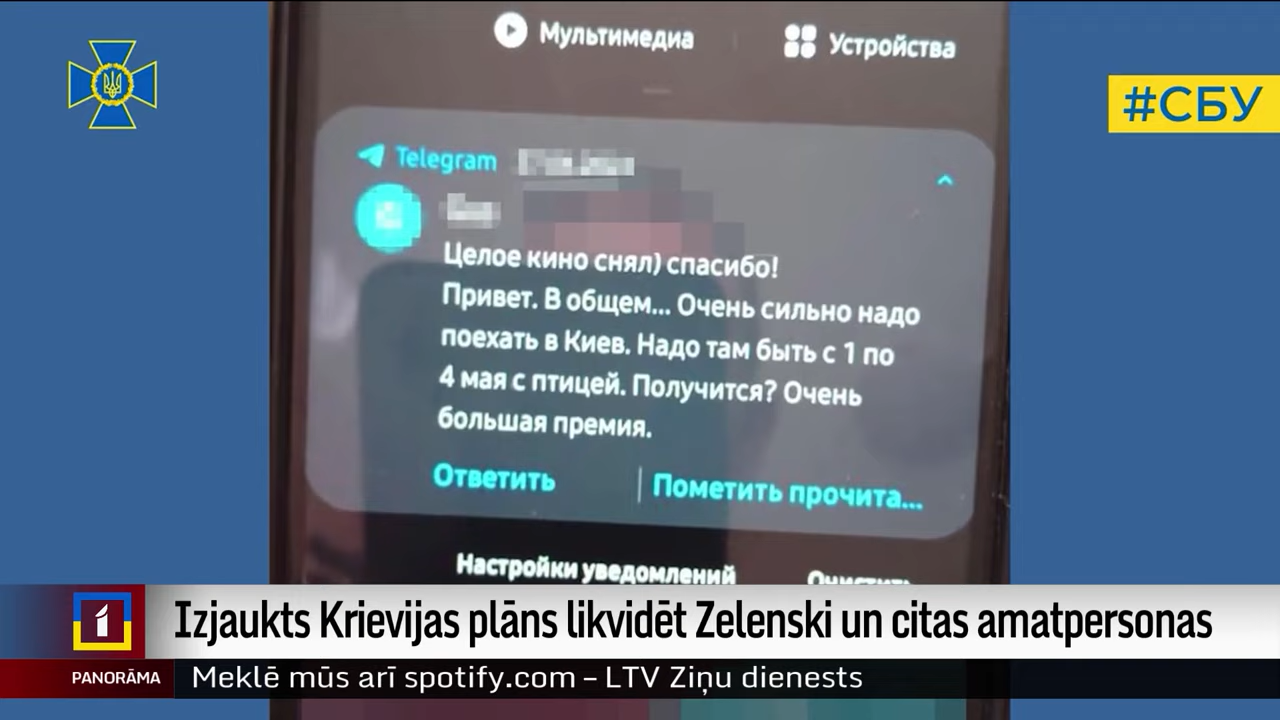 Мультимедиа
Устройства
#СБУ
Telegram
Целое кино снял) спасибо!
Привет. В общем... Очень сильно надо
поехать в Киев. Надо там быть с 1 по
4 мая с птицей. Получится? Очень
большая премия.
Ответить
Пометить прочита...
Настройки уведомлений
Очистить
1
Izjaukts Krievijas plāns likvidēt Zelenski un citas amatpersonas
PANORĀMA
Meklē mūs arī spotify.com – LTV Ziņu dienests